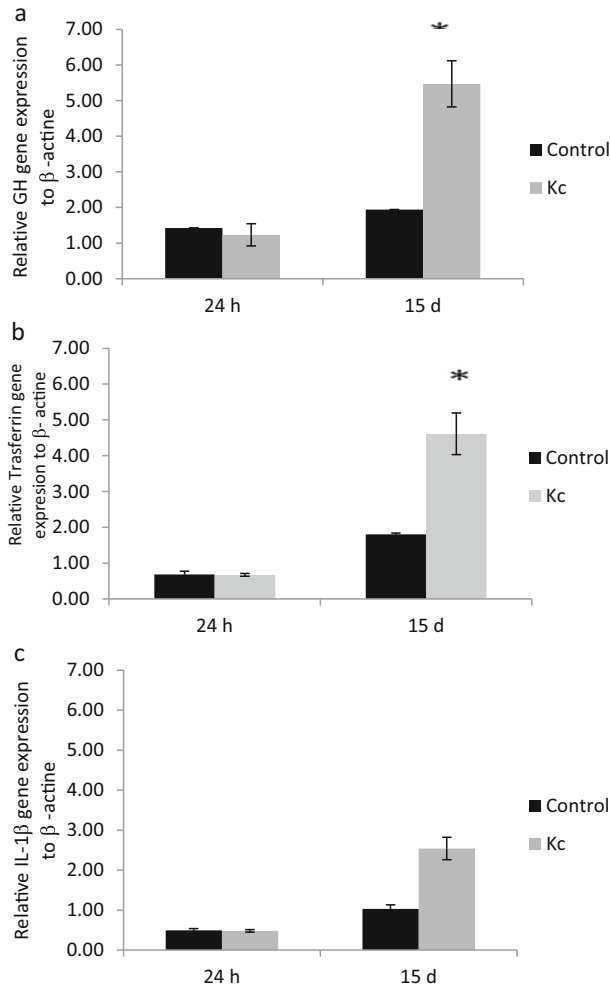 a
7.00
6.00
5.00
4.00
3.00
2.00
1.00
0.00
Relative GH gene expression
to β -actine
*
24 h
15 d
Control
Kc
b
7.00
6.00
5.00
4.00
3.00
2.00
1.00
0.00
Relative Trasferrin gene
expresion to β- actine
*
24 h
15 d
Control
Kc
c
7.00
6.00
5.00
4.00
3.00
2.00
1.00
0.00
Relative IL-1β gene expression
to β -actine
24 h
15 d
Control
Kc